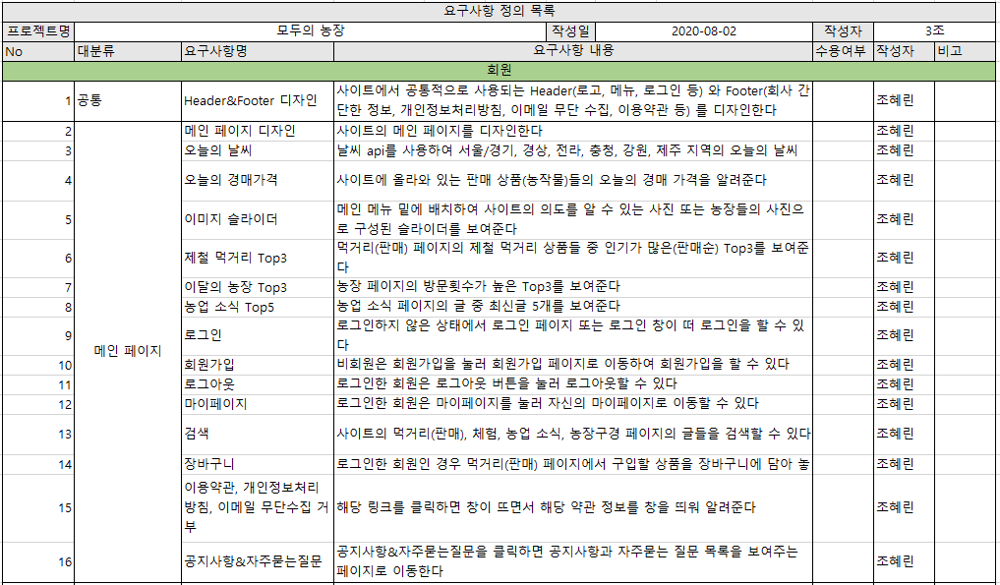 요구사항 정의 목록
프로젝트명 모두의 농장 작성일 2020-08-02 작성자 3조
No 대분류 요구사항명 요구사항 내용 수용여부 작성자 비고
회원
1 공통 Header&Footer 디자인 사이트에서 공통적으로 사용되는 Header(로고, 메뉴, 로그인 등) 와 Footer(회사 간
단한 정보, 개인정보처리방침, 이메일 무단 수집, 이용약관 등) 를 디자인한다 조혜린
메인 페이지
2 메인 페이지 디자인 사이트의 메인 페이지를 디자인한다 조혜린
3 오늘의 날씨 날씨 api를 사용하여 서울/경기, 경상, 전라, 충청, 강원, 제주 지역의 오늘의 날씨 조혜린
4 오늘의 경매가격 사이트에 올라와 있는 판매 상품(농작물)들의 오늘의 경매 가격을 알려준다 조혜린
5 이미지 슬라이더 메인 메뉴 밑에 배치하여 사이트의 의도를 알 수 있는 사진 또는 농장들의 사진으
로 구성된 슬라이더를 보여준다 조혜린
6 제철 먹거리 Top3 먹거리(판매) 페이지의 제철 먹거리 상품들 중 인기가 많은(판매순) Top3를 보여준
다 조혜린
7 이달의 농장 Top3 농장 페이지의 방문횟수가 높은 Top3를 보여준다 조혜린
8 농업 소식 Top5 농업 소식 페이지의 글 중 최신글 5개를 보여준다 조혜린
9 로그인 로그인하지 않은 상태에서 로그인 페이지 또는 로그인 창이 떠 로그인을 할 수 있
다 조혜린
10 회원가입 비회원은 회원가입을 눌러 회원가입 페이지로 이동하여 회원가입을 할 수 있다 조혜린
11 로그아웃 로그인한 회원은 로그아웃 버튼을 눌러 로그아웃할 수 있다 조혜린
12 마이페이지 로그인한 회원은 마이페이지를 눌러 자신의 마이페이지로 이동할 수 있다 조혜린
13 검색 사이트의 먹거리(판매), 체험, 농업 소식, 농장구경 페이지의 글들을 검색할 수 있다 조혜린
14 장바구니 로그인한 회원인 경우 먹거리(판매) 페이지에서 구입할 상품을 장바구니에 담아 놓 조혜린
15 이용약관, 개인정보처리
방침, 이메일 무단수집 거
부 해당 링크를 클릭하면 창이 뜨면서 해당 약관 정보를 창을 띄워 알려준다 조혜린
16 공지사항&자주묻는질문 공지사항&자주묻는질문을 클릭하면 공지사항과 자주묻는 질문 목록을 보여주는
페이지로 이동한다 조혜린